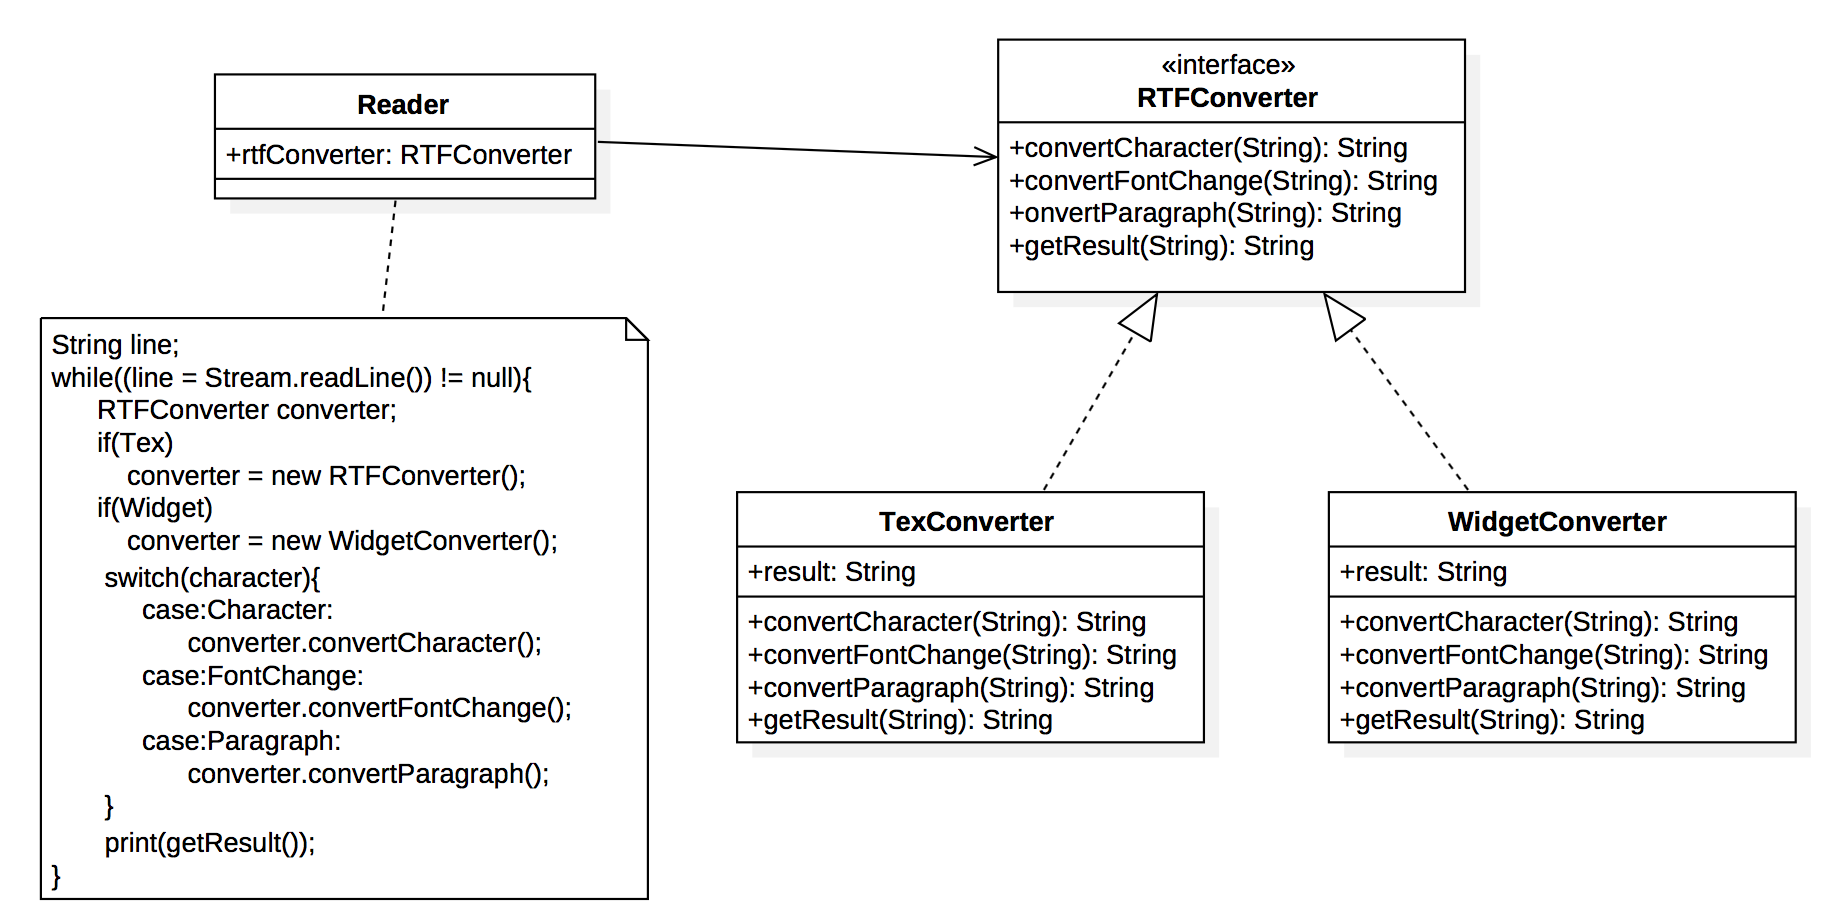 Reader
+rtfConverter: RTFConverter
«interface»
RTFConverter
+convertCharacter(String): String
+convertFontChange(String): String
+onvertParagraph(String): String
+getResult(String): String
String line;
while((line = Stream.readLine()) != null){
RTFConverter converter;
if(Tex)
converter = new RTFConverter();
if(Widget)
converter = new WidgetConverter();
switch(character){
case:Character:
converter.convertCharacter();
case:FontChange:
converter.convertFontChange();
case:Paragraph:
converter.convertParagraph();
}
print(getResult());
}
TexConverter
+result: String
+convertCharacter(String): String
+convertFontChange(String): String
+convertParagraph(String): String
+getResult(String): String
WidgetConverter
+result: String
+convertCharacter(String): String
+convertFontChange(String): String
+convertParagraph(String): String
+getResult(String): String